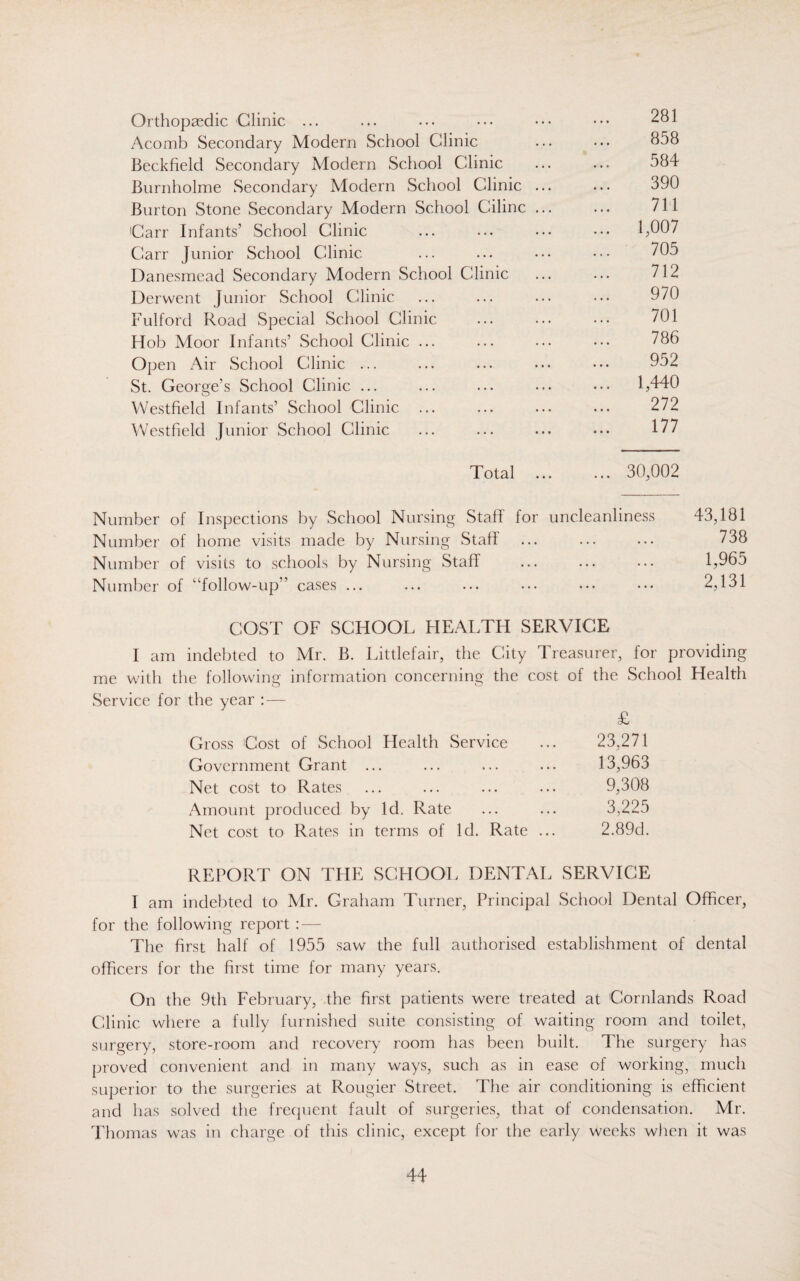 Orthopædic Clinic ... ... ... ... ... ... 281
Acomb Secondary Modern School Clinic ... ... 858
Beckfield Secondary Modern School Clinic ... ... 584
Burnholme Secondary Modern School Clinic ... ... 390
Burton Stone Secondary Modern School Cilinc ... ... 711
Carr Infants' School Clinic ... ... ... ... 1,007
Carr Junior School Clinic ... ... ... ... 705
Danesmead Secondary Modern School Clinic ... ... 712
Derwent Junior School Clinic ... ... ... ... 970
Fulford Road Special School Clinic ... ... ... 701
Hob Moor Infants' School Clinic ... ... ... ... 786
Open Air School Clinic ... ... ... ... ... 952
St. George's School Clinic ... ... ... ... ... 1,440
Westfield Infants' School Clinic ... ... ... ... 272
Westfield Junior School Clinic ... ... ... ... 177
Total ... ... 30,002
Number of Inspections by School Nursing Staff for uncleanliness 43,181
Number of home visits made by Nursing Staff ... ... ... 738
Number of visits to schools by Nursing Staff ... ... ... 1,965
Number of "follow-up" cases ... ... ... ... ... ... 2,131
COST OF SCHOOL HEALTH SERVICE
I am indebted to Mr. B. Littlefair, the City Treasurer, for providing
me with the following information concerning the cost of the School Health
Service for the year :—
£
Gross Cost of School Health Service ... 23,271
Government Grant ... ... ... ... 13,963
Net cost to Rates ... ... ... ... 9,308
Amount produced by 1d. Rate ... ... 3,225
Net cost to Rates in terms of 1d. Rate ... 2.89d.
REPORT ON THE SCHOOL DENTAL SERVICE
I am indebted to Mr. Graham Turner, Principal School Dental Officer,
for the following report :—
The first half of 1955 saw the full authorised establishment of dental
officers for the first time for many years.
On the 9th February, the first patients were treated at Cornlands Road
Clinic where a fully furnished suite consisting of waiting room and toilet,
surgery, store-room and recovery room has been built. The surgery has
proved convenient and in many ways, such as in ease of working, much
superior to the surgeries at Rougier Street. The air conditioning is efficient
and has solved the frequent fault of surgeries, that of condensation. Mr.
Thomas was in charge of this clinic, except for the early weeks when it was
44